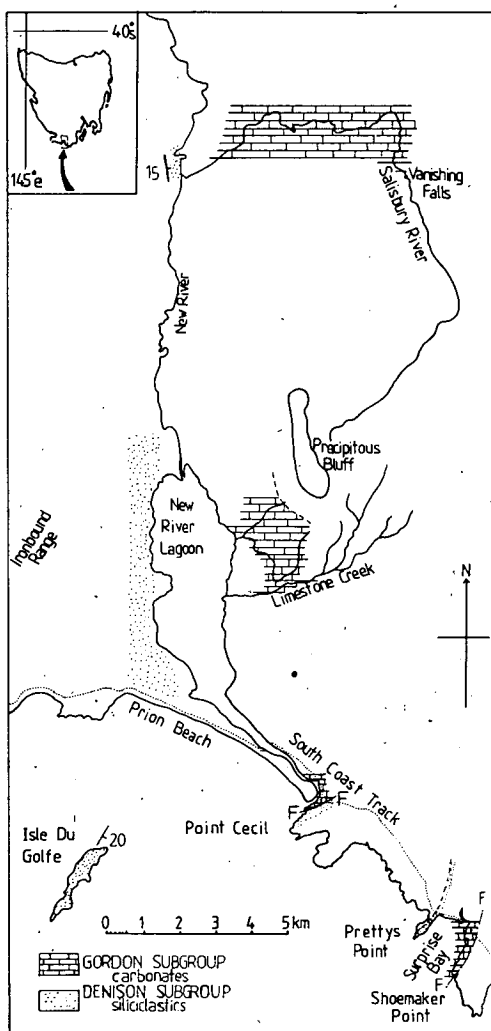 40°s
145°e
15
Vanishing
Falls
Salisbury
River
New River
Precipitous
Bluff
New
River
Lagoon
Ironbound
Range
Limestone Creek
N
Prion Beach
South Coast Track
F
F
Point Cecil
Isle Du
Golfe
20
0 1 2 3 4 5 km
Prettys
Point
Surprise
Bay
F
F
Shoemaker
Point
GORDON SUBGROUP
carbonates
DENISON SUBGROUP
siliciclastics